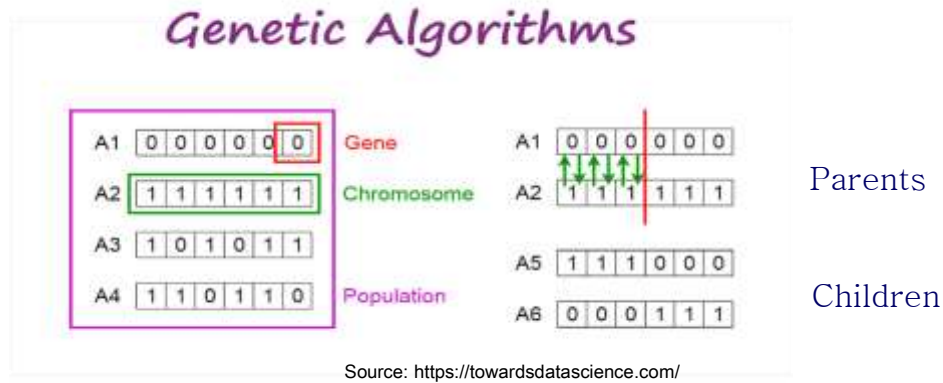 Genetic Algorithms
A1 0 0 0 0 0 0 Gene
A2 1 1 1 1 1 1 Chromosome
A3 1 0 1 0 1 1
A4 1 1 0 1 1 0 Population
A1 0 0 0 0 0 0
A2 1 1 1 1 1 1
Parents
A5 1 1 1 0 0 0
A6 0 0 0 1 1 1
Children
Source: https://towardsdatascience.com/